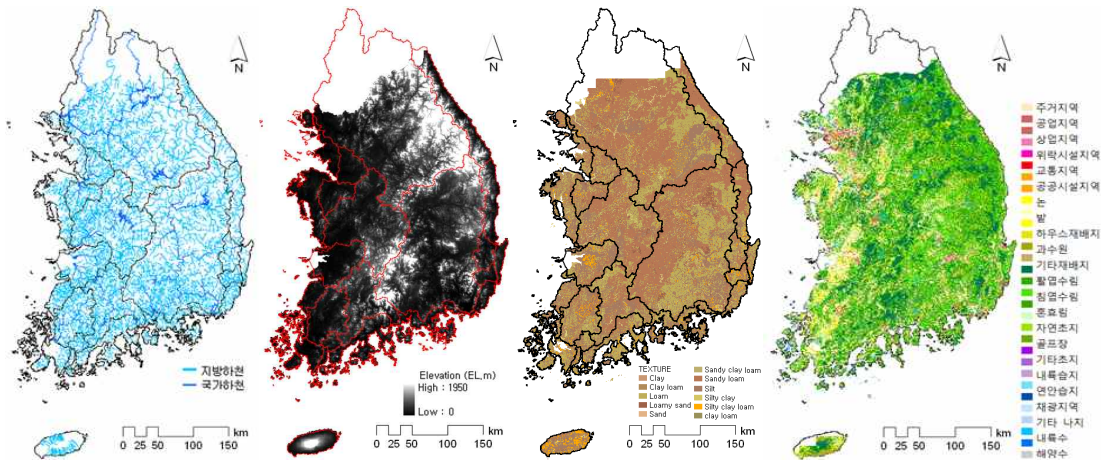 N
지방하천
국가하천
km
0 25 50 100 150
N
Elevation (EL,m)
High : 1950
Low : 0
km
0 25 50 100 150
N
TEXTURE
Clay
Clay loam
Loam
Loamy sand
Sand
Sandy clay loam
Sandy loam
Silt
Silty clay
Silty clay loam
clay loam
km
0 25 50 100 150
N
주거지역
공업지역
상업지역
위락시설지역
교통지역
공공시설지역
논
밭
하우스재배지
과수원
기타재배지
활엽수림
침엽수림
혼효림
자연초지
골프장
기타초지
내륙습지
연안습지
채광지역
기타 나지
내륙수
해양수
km
0 25 50 100 150